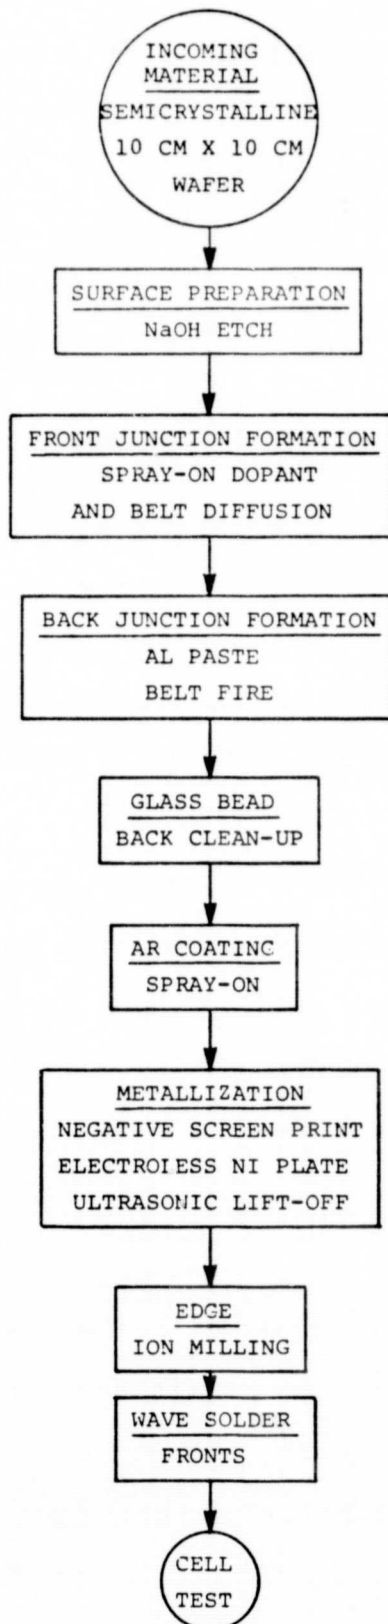 INCOMING
MATERIAL
SEMICRYSTALLINE
10 CM X 10 CM
WAFER
SURFACE PREPARATION
NaOH ETCH
FRONT JUNCTION FORMATION
SPRAY-ON DOPANT
AND BELT DIFFUSION
BACK JUNCTION FORMATION
AL PASTE
BELT FIRE
GLASS BEAD
BACK CLEAN-UP
AR COATING
SPRAY-ON
METALLIZATION
NEGATIVE SCREEN PRINT
ELECTROLESS NI PLATE
ULTRASONIC LIFT-OFF
EDGE
ION MILLING
WAVE SOLDER
FRONTS
CELL
TEST